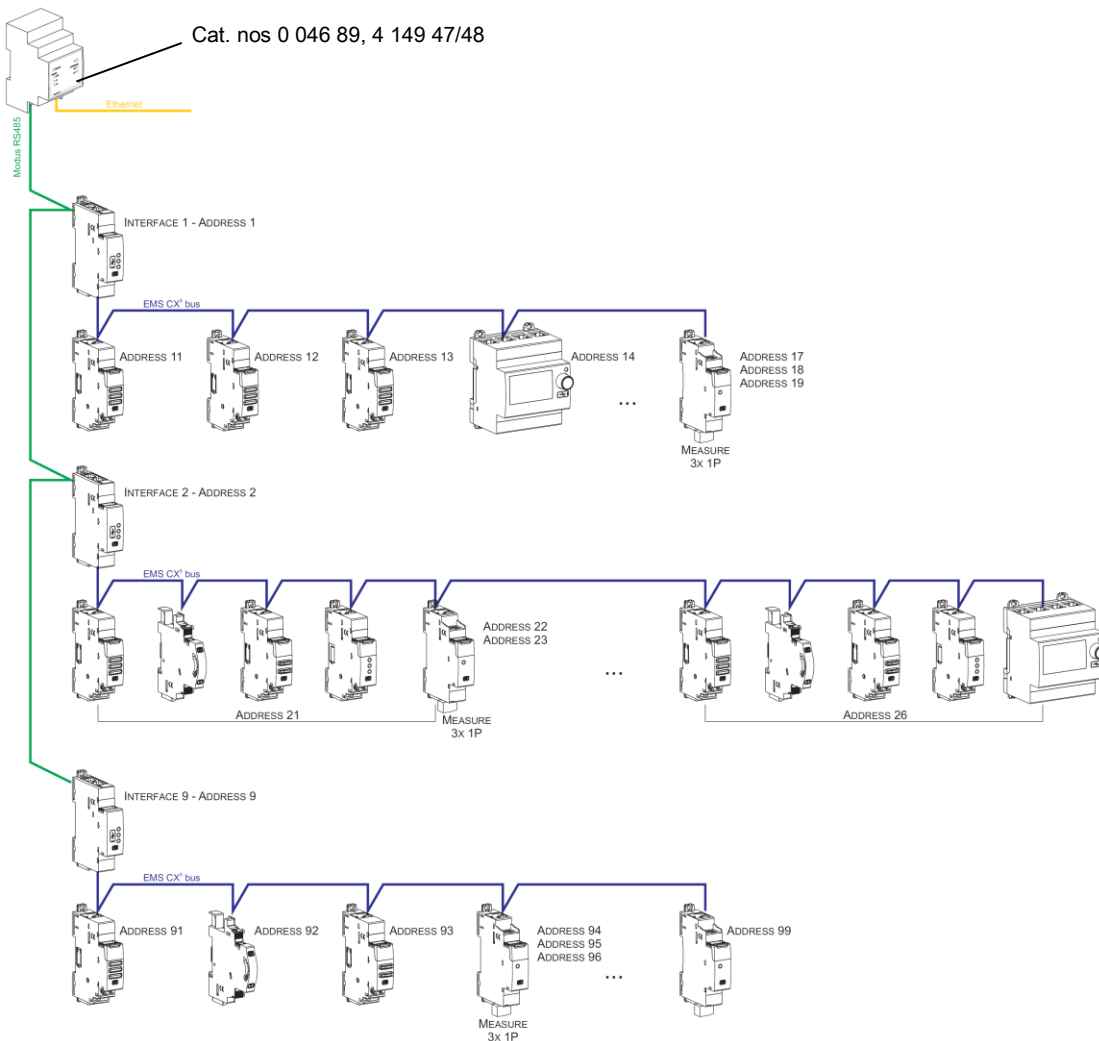 Cat. nos 0 046 89, 4 149 47/48
Ethernet
Modus RS485
INTERFACE 1 - ADDRESS 1
EMS CX³ bus
ADDRESS 11
ADDRESS 12
ADDRESS 13
ADDRESS 14
ADDRESS 17
ADDRESS 18
ADDRESS 19
...
MEASURE
3X 1P
INTERFACE 2 - ADDRESS 2
EMS CX³ bus
ADDRESS 22
ADDRESS 23
...
ADDRESS 21
MEASURE
3X 1P
ADDRESS 26
INTERFACE 9 - ADDRESS 9
EMS CX³ bus
ADDRESS 91
ADDRESS 92
ADDRESS 93
ADDRESS 94
ADDRESS 95
ADDRESS 96
ADDRESS 99
...
MEASURE
3X 1P